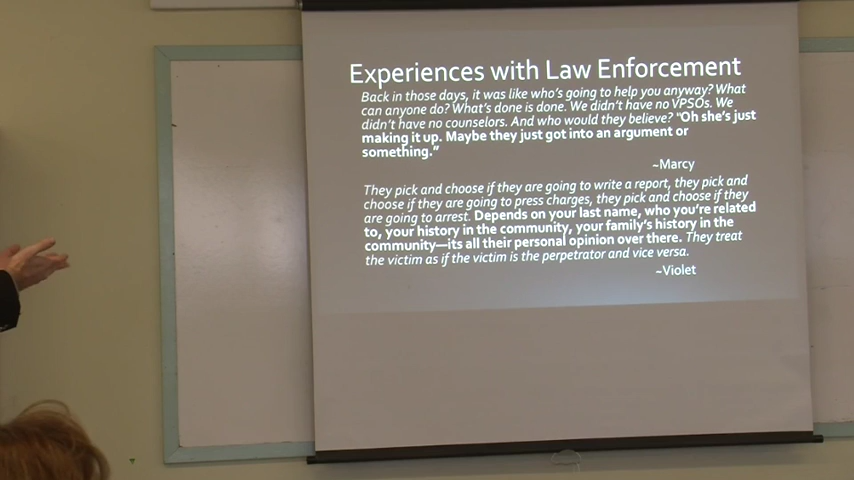 Experiences with Law Enforcement
Back in those days, it was like who's going to help you anyway? What
can anyone do? What's done is done. We didn't have no VPSOs. We
didn't have no counselors. And who would they believe? "Oh she's just
making it up. Maybe they just got into an argument or
something."
~Marcy
They pick and choose if they are going to write a report, they pick and
choose if they are going to press charges, they pick and choose if they
are going to arrest. Depends on your last name, who you're related
to, your history in the community, your family's history in the
community—its all their personal opinion over there. They treat
the victim as if the victim is the perpetrator and vice versa.
~Violet